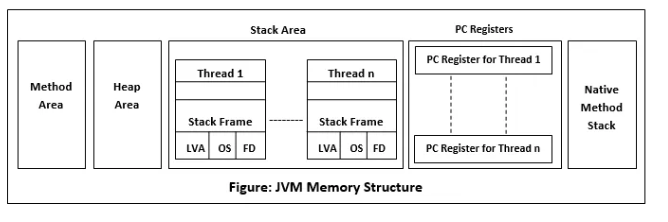 Stack Area
PC Registers
Method
Area
Heap
Area
Thread 1
Stack Frame
LVA OS FD
Thread n
Stack Frame
LVA OS FD
PC Register for Thread 1
PC Register for Thread n
Native
Method
Stack
Figure: JVM Memory Structure